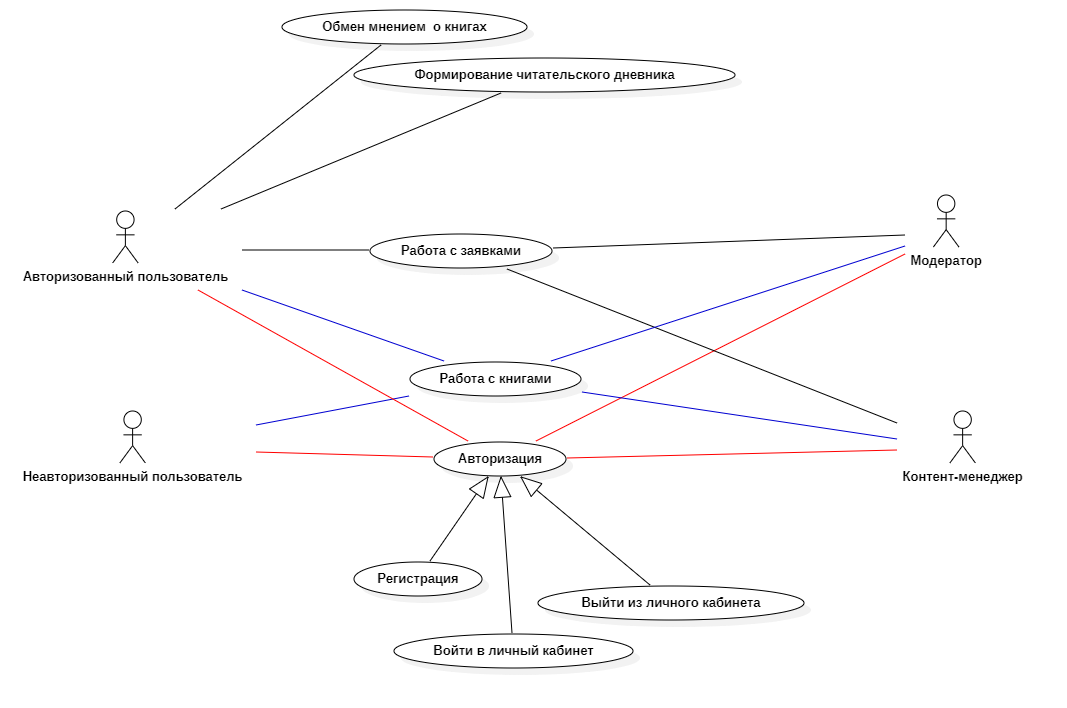 Обмен мнением  о книгах
Формирование читательского дневника
Работа с заявками
Модератор
Авторизованный пользователь
Работа с книгами
Авторизация
Неавторизованный пользователь
Контент-менеджер
Регистрация
Выйти из личного кабинета
Войти в личный кабинет